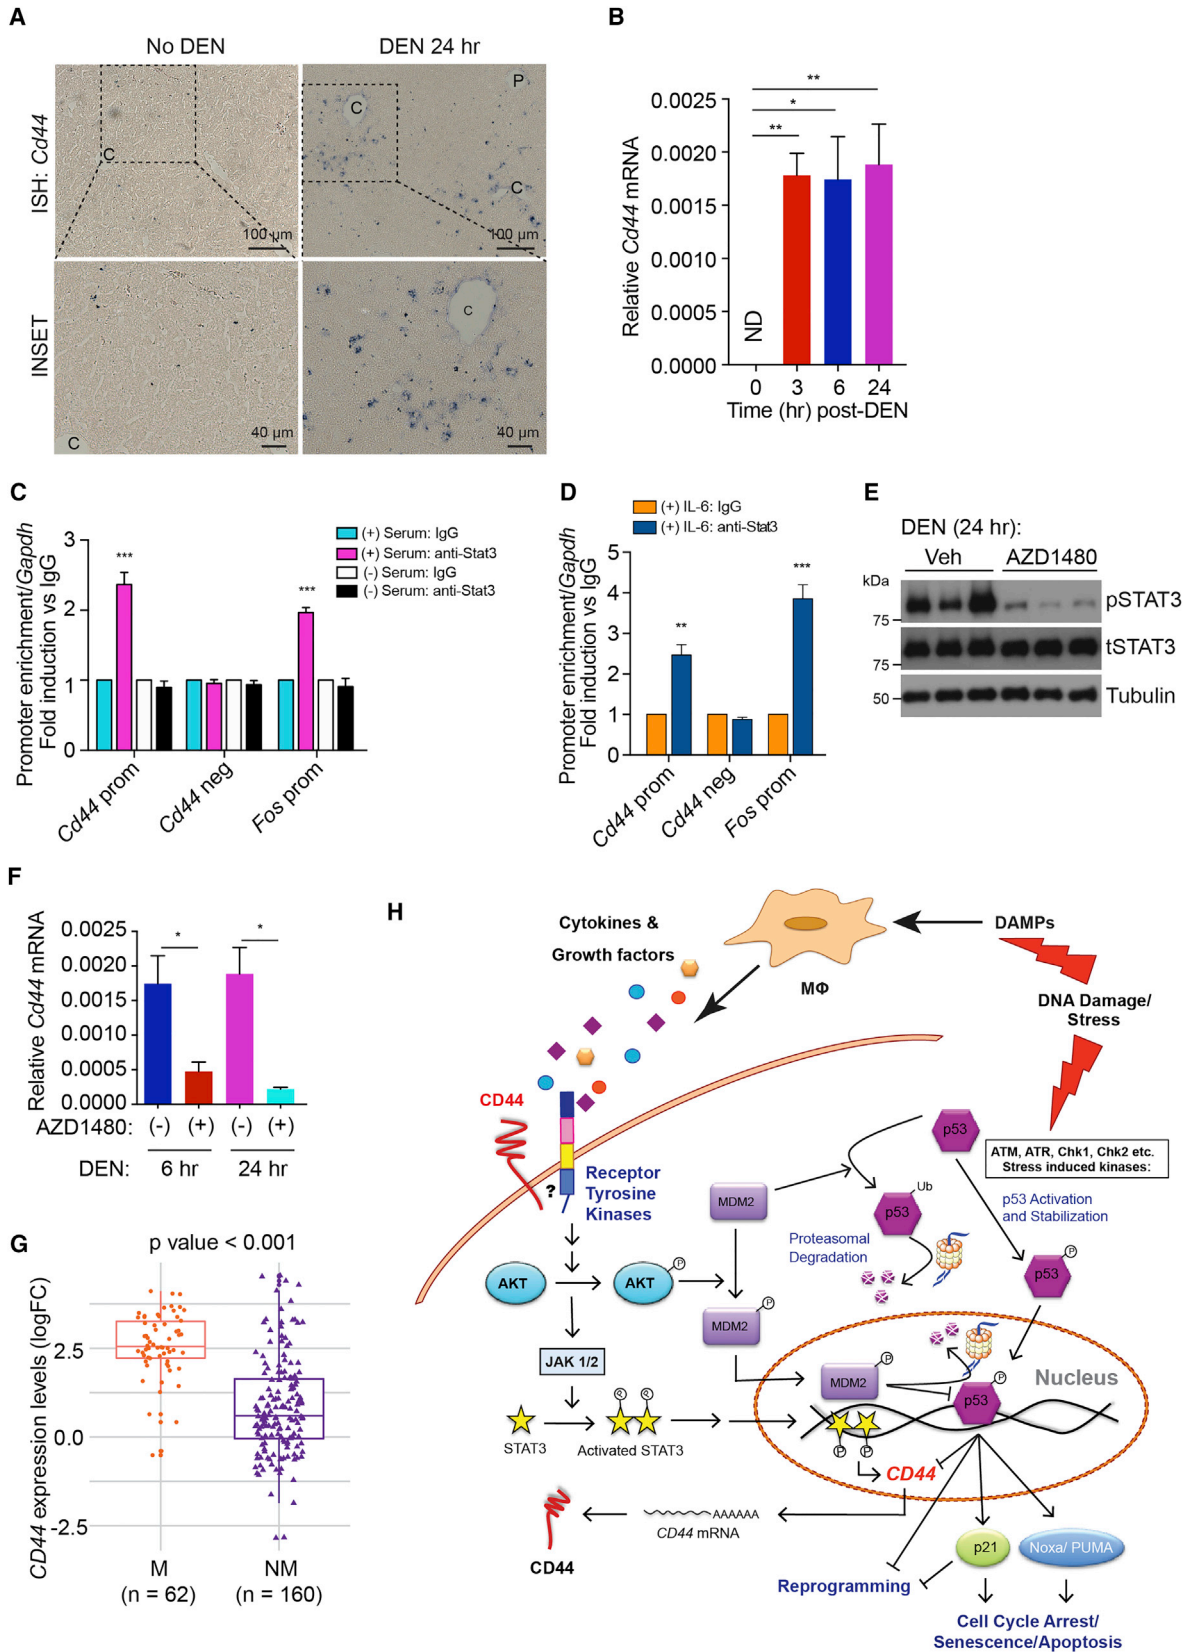 A
No DEN
DEN 24 hr
ISH: Cd44
C
100 µm
P
C
C
100 µm
INSET
C
40 µm
C
40 µm
B
**
*
**
Relative Cd44 mRNA
0.0025
0.0020
0.0015
0.0010
0.0005
0.0000
ND
0 3 6 24
Time (hr) post-DEN
C
(+) Serum: IgG
(+) Serum: anti-Stat3
(-) Serum: IgG
(-) Serum: anti-Stat3
Promoter enrichment/Gapdh
Fold induction vs IgG
3
2
1
0
***
***
Cd44 prom
Cd44 neg
Fos prom
D
(+) IL-6: IgG
(+) IL-6: anti-Stat3
Promoter enrichment/Gapdh
Fold induction vs IgG
5
4
3
2
1
0
**
***
Cd44 prom
Cd44 neg
Fos prom
E
DEN (24 hr):
Veh AZD1480
kDa
75
pSTAT3
75
tSTAT3
50
Tubulin
F
Relative Cd44 mRNA
0.0025
0.0020
0.0015
0.0010
0.0005
0.0000
*
*
AZD1480: (-) (+) (-) (+)
DEN: 6 hr 24 hr
G
p value < 0.001
CD44 expression levels (logFC)
2.5
0.0
-2.5
M
(n = 62)
NM
(n = 160)
H
Cytokines &
Growth factors
MΦ
DAMPs
DNA Damage/
Stress
CD44
?
Receptor
Tyrosine
Kinases
p53
ATM, ATR, Chk1, Chk2 etc.
Stress induced kinases:
MDM2
Ub
p53
p53 Activation
and Stabilization
Proteasomal
Degradation
P
p53
AKT
P
AKT
P
MDM2
JAK 1/2
P
MDM2
P
p53
Nucleus
STAT3
P P
Activated STAT3
P P
CD44
AAAAAA
CD44 mRNA
CD44
p21
Noxa/ PUMA
Reprogramming
Cell Cycle Arrest/
Senescence/Apoptosis